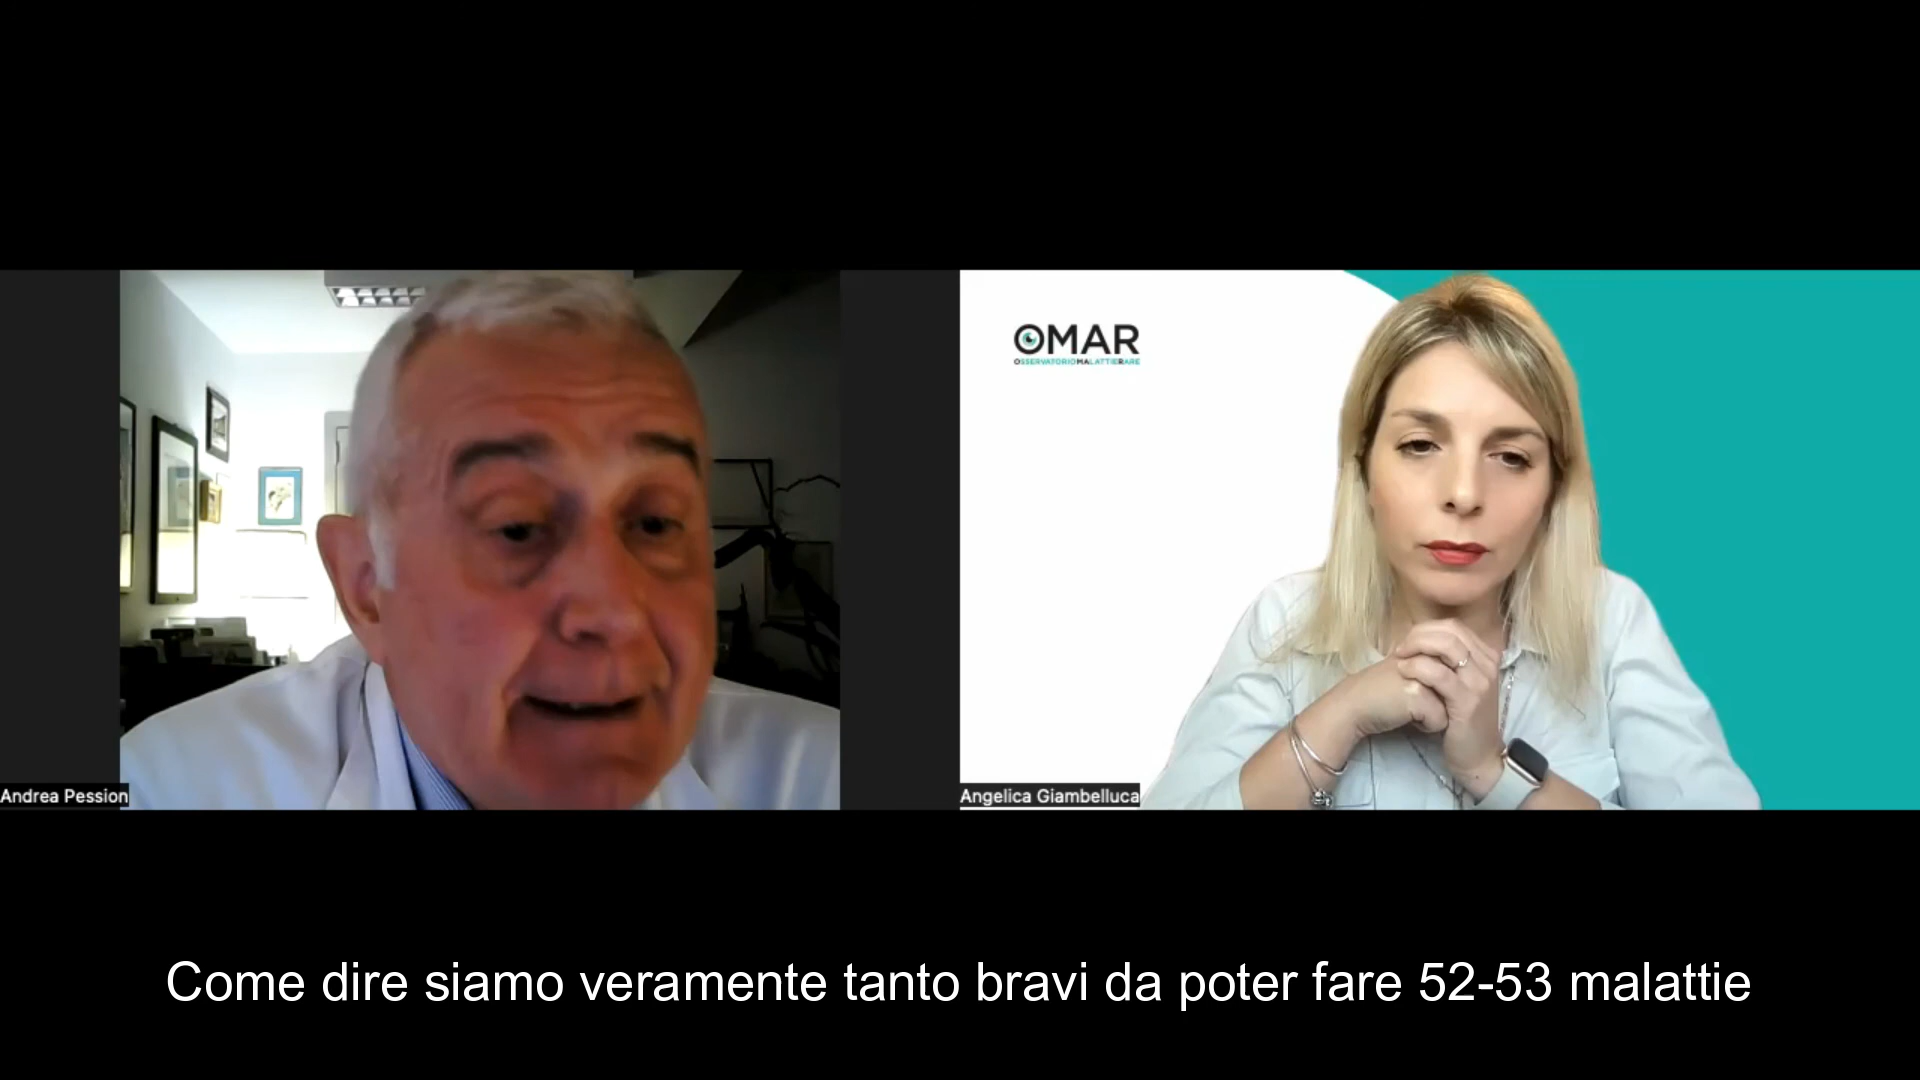 OMAR
OSSERVATORIOMALATTIERARE
Andrea Pession
Angelica Giambelluca
Come dire siamo veramente tanto bravi da poter fare 52-53 malattie